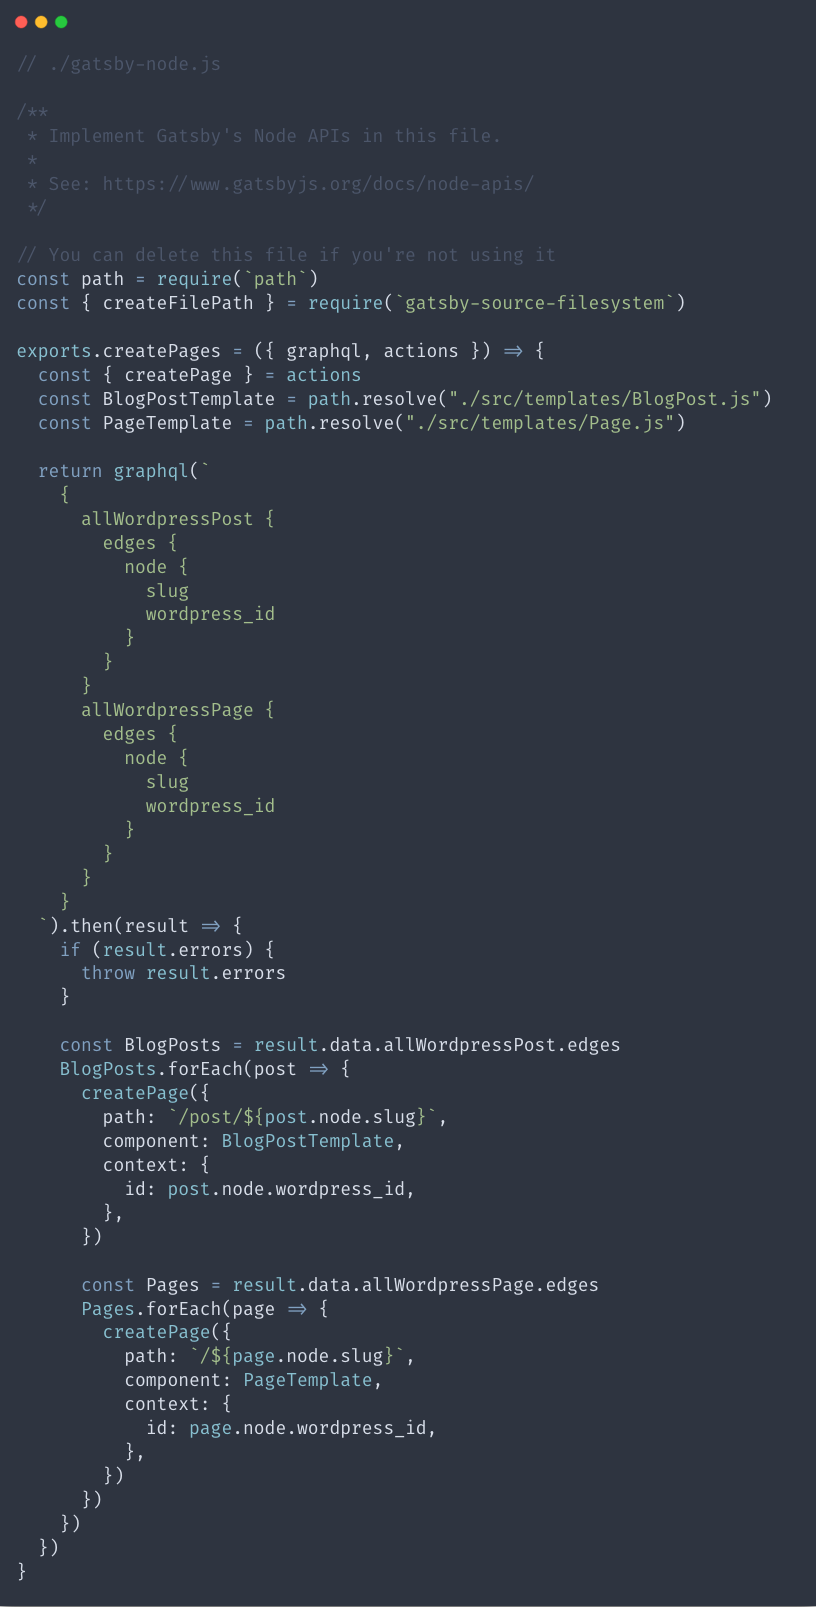 // ./gatsby-node.js

/**
 * Implement Gatsby's Node APIs in this file.
 *
 * See: https://www.gatsbyjs.org/docs/node-apis/
 */

// You can delete this file if you're not using it
const path = require(`path`)
const { createFilePath } = require(`gatsby-source-filesystem`)

exports.createPages = ({ graphql, actions }) => {
  const { createPage } = actions
  const BlogPostTemplate = path.resolve("./src/templates/BlogPost.js")
  const PageTemplate = path.resolve("./src/templates/Page.js")

  return graphql(`
    {
      allWordpressPost {
        edges {
          node {
            slug
            wordpress_id
          }
        }
      }
      allWordpressPage {
        edges {
          node {
            slug
            wordpress_id
          }
        }
      }
    }
  `).then(result => {
    if (result.errors) {
      throw result.errors
    }

    const BlogPosts = result.data.allWordpressPost.edges
    BlogPosts.forEach(post => {
      createPage({
        path: `/post/${post.node.slug}`,
        component: BlogPostTemplate,
        context: {
          id: post.node.wordpress_id,
        },
      })

      const Pages = result.data.allWordpressPage.edges
      Pages.forEach(page => {
        createPage({
          path: `/${page.node.slug}`,
          component: PageTemplate,
          context: {
            id: page.node.wordpress_id,
          },
        })
      })
    })
  })
}